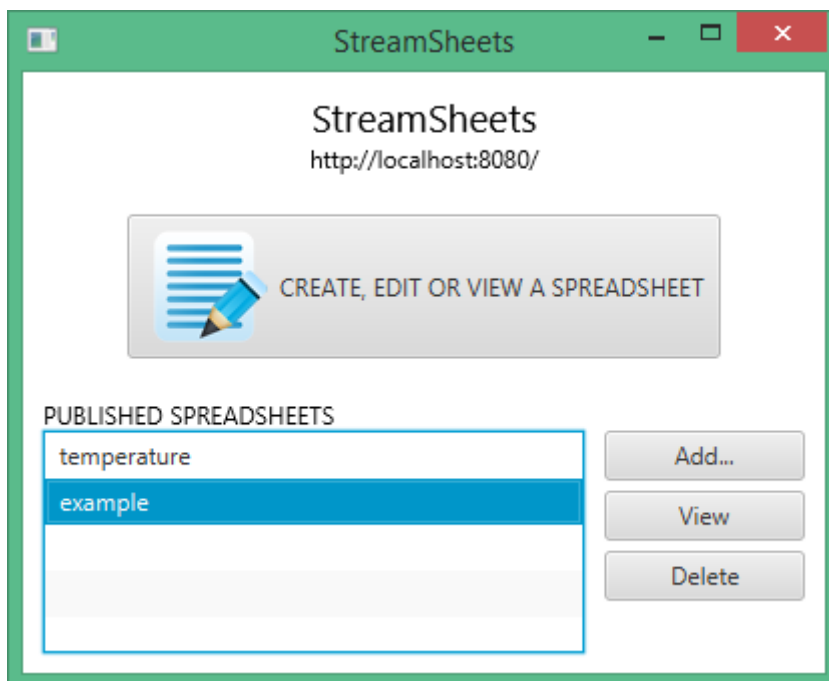 StreamSheets
StreamSheets
http://localhost:8080/
CREATE, EDIT OR VIEW A SPREADSHEET
PUBLISHED SPREADSHEETS
temperature
example
Add...
View
Delete